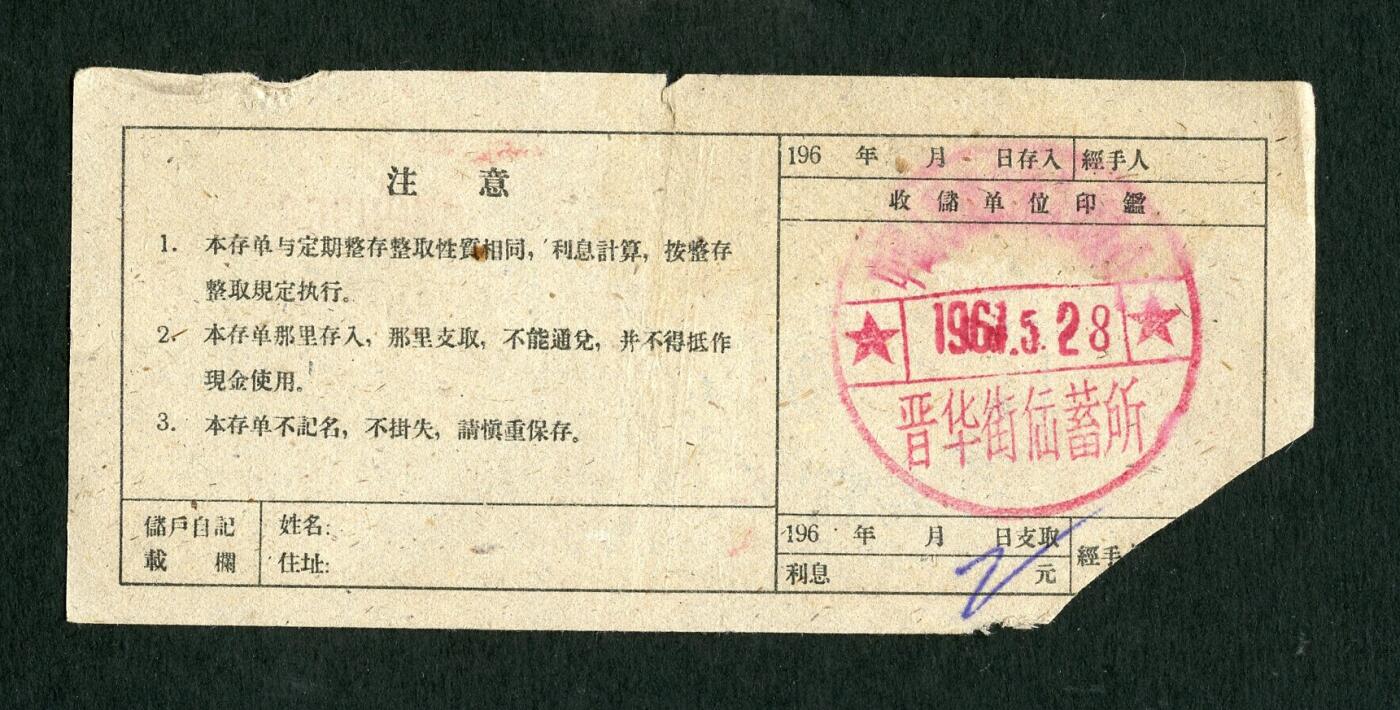 注 意
1. 本存单与定期整存整取性質相同，利息計算，按整存
整取規定执行。
2. 本存单那里存入，那里支取，不能通兌，并不得抵作
現金使用。
3. 本存单不記名，不掛失，請慎重保存。
儲戶自記
載 欄
姓名:
住址:
196 年 月 日存入 經手人
收儲单位印鑑
1961.5.28
晋华街伝蓄所
196 年 月 日支取 經手
利息 元